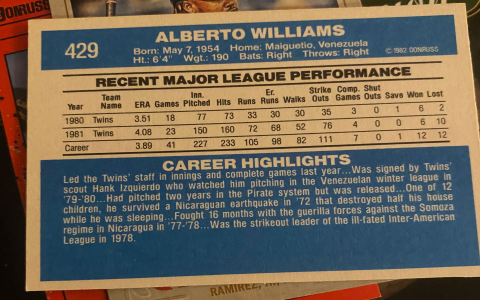 429
ALBERTO WILLIAMS
Born: May 7, 1954 Home: Maiguetio, Venezuela
Ht.: 6'4" Wgt.: 190 Bats: Right Throws: Right
© 1982 DONRUSS
RECENT MAJOR LEAGUE PERFORMANCE
Year Team Name ERA Games Inn. Pitched Hits Runs Er. Runs Walks Strike Outs Comp. Games Shut Outs Save Won Lost
1980 Twins 3.51 18 77 73 33 30 30 35 3 0 1 6 2
1981 Twins 4.08 23 150 160 72 68 52 76 4 0 0 6 10
Career 3.89 41 227 233 105 98 82 111 7 0 1 12 12
CAREER HIGHLIGHTS
Led the Twins' staff in innings and complete games last year...Was signed by Twins'
scout Hank Izquierdo who watched him pitching in the Venezuelan winter league in
'79-'80...Had pitched two years in the Pirate system but was released...One of 12
children, he survived a Nicaraguan earthquake in '72 that destroyed half his house
while he was sleeping...Fought 16 months with the guerilla forces against the Somoza
regime in Nicaragua in '77-'78...Was the strikeout leader of the ill-fated Inter-American
League in 1978.